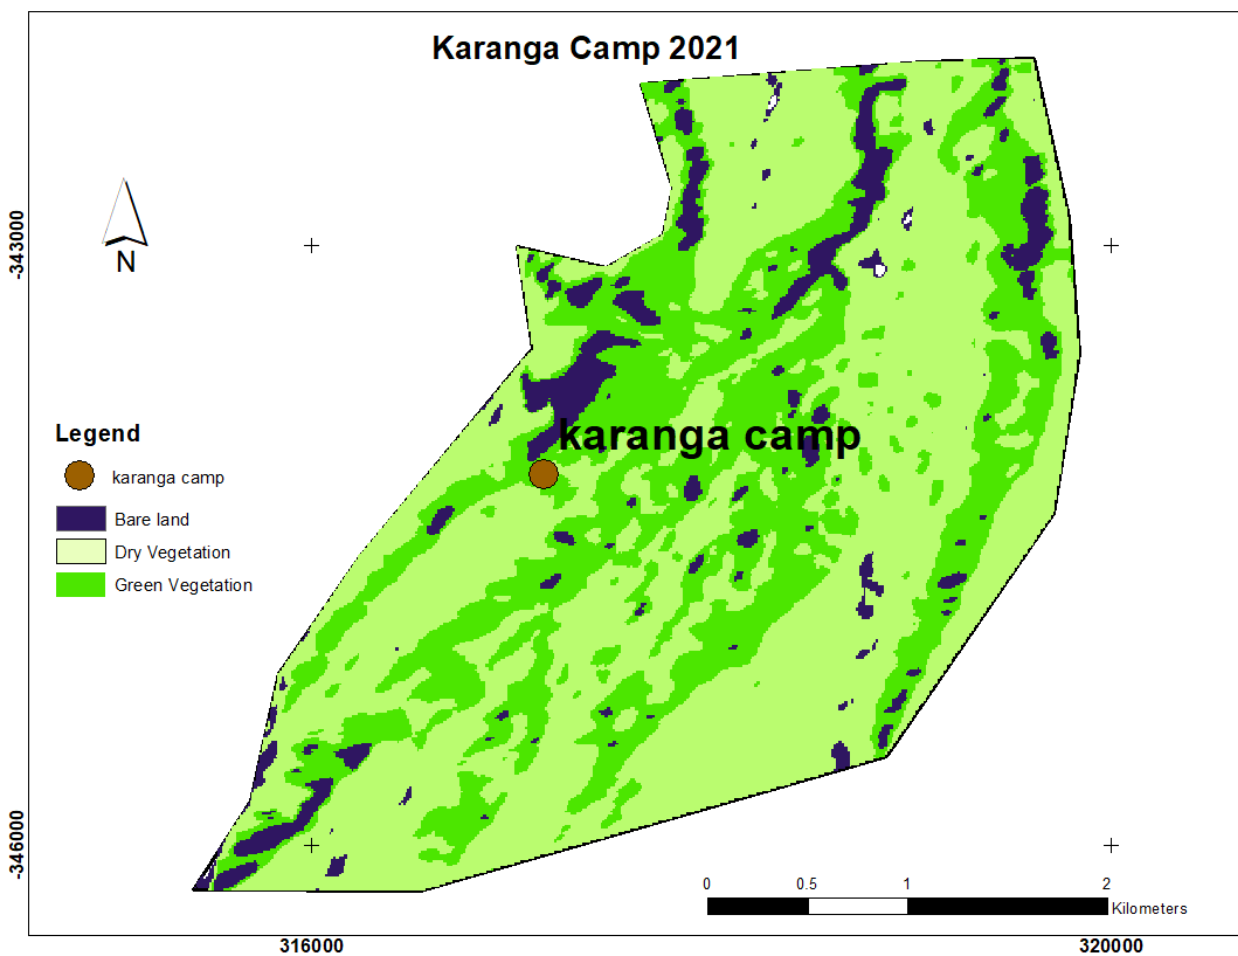 Karanga Camp 2021
N
-343000
karanga camp
Legend
karanga camp
Bare land
Dry Vegetation
Green Vegetation
-346000
0 0.5 1 2
Kilometers
316000 320000